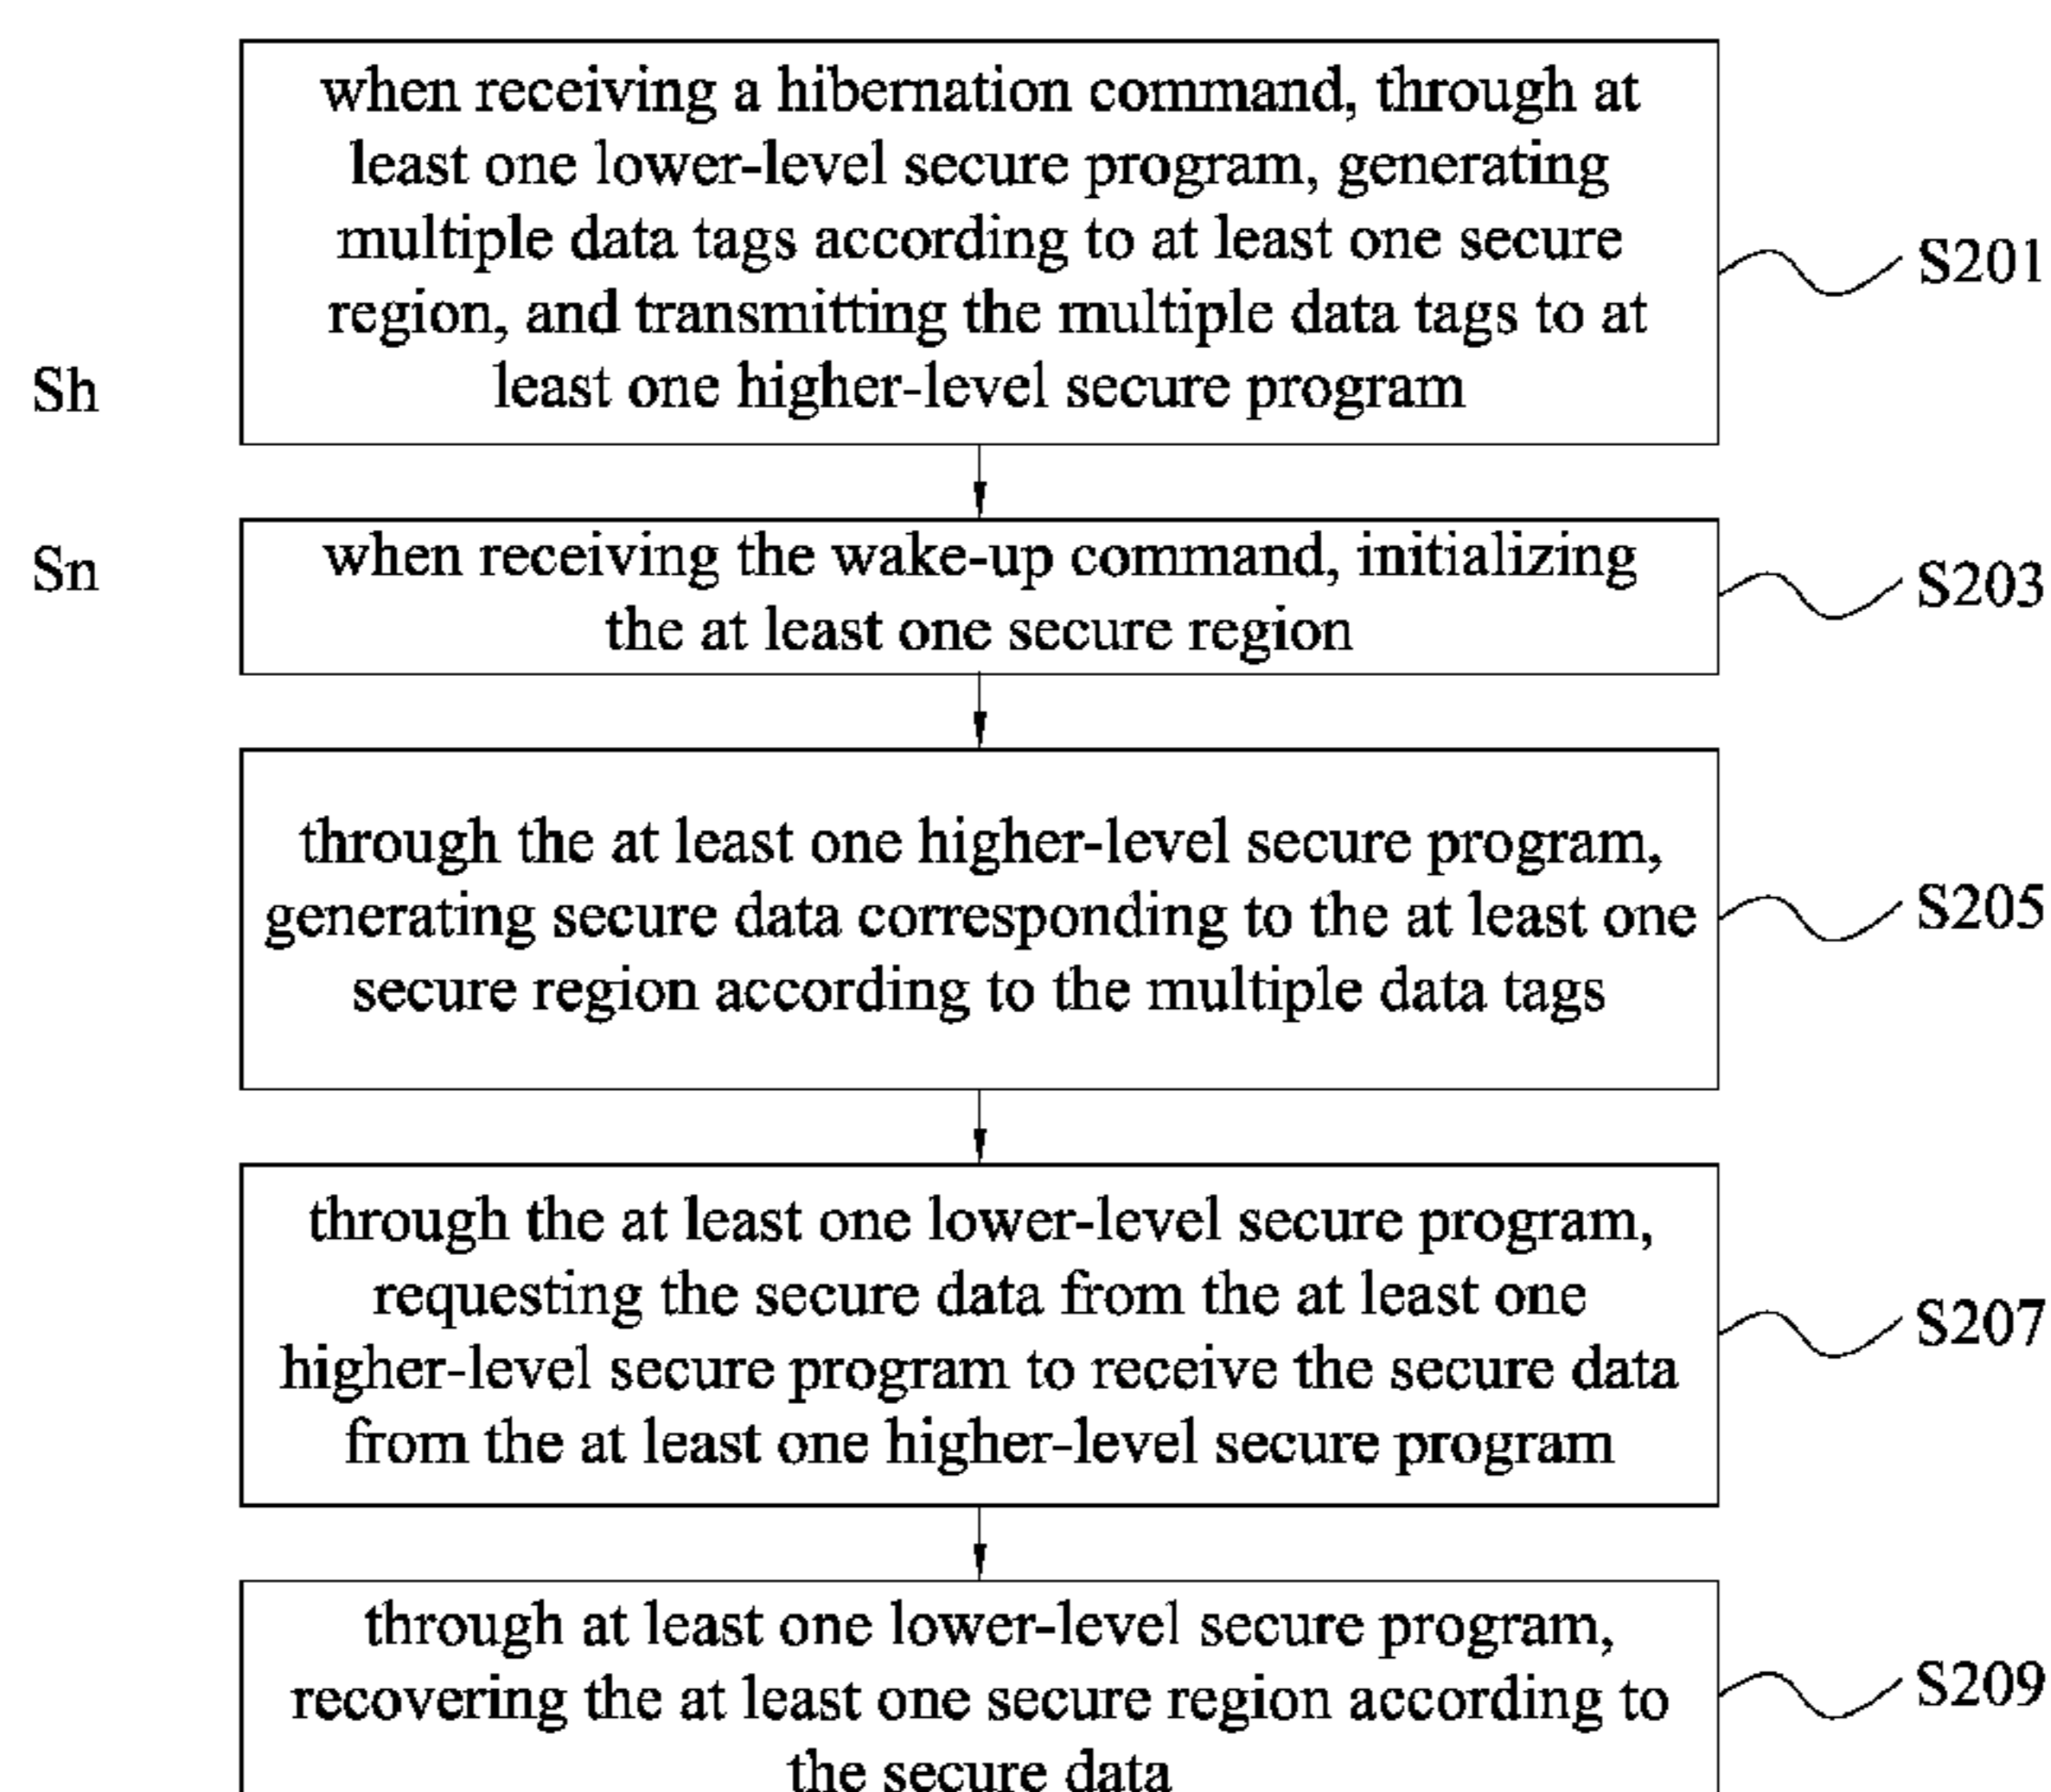 when receiving a hibernation command, through at
least one lower-level secure program, generating
multiple data tags according to at least one secure
region, and transmitting the multiple data tags to at
least one higher-level secure program
S201
Sh
Sn
when receiving the wake-up command, initializing
the at least one secure region
S203
through the at least one higher-level secure program,
generating secure data corresponding to the at least one
secure region according to the multiple data tags
S205
through the at least one lower-level secure program,
requesting the secure data from the at least one
higher-level secure program to receive the secure data
from the at least one higher-level secure program
S207
through at least one lower-level secure program,
recovering the at least one secure region according to
the secure data
S209